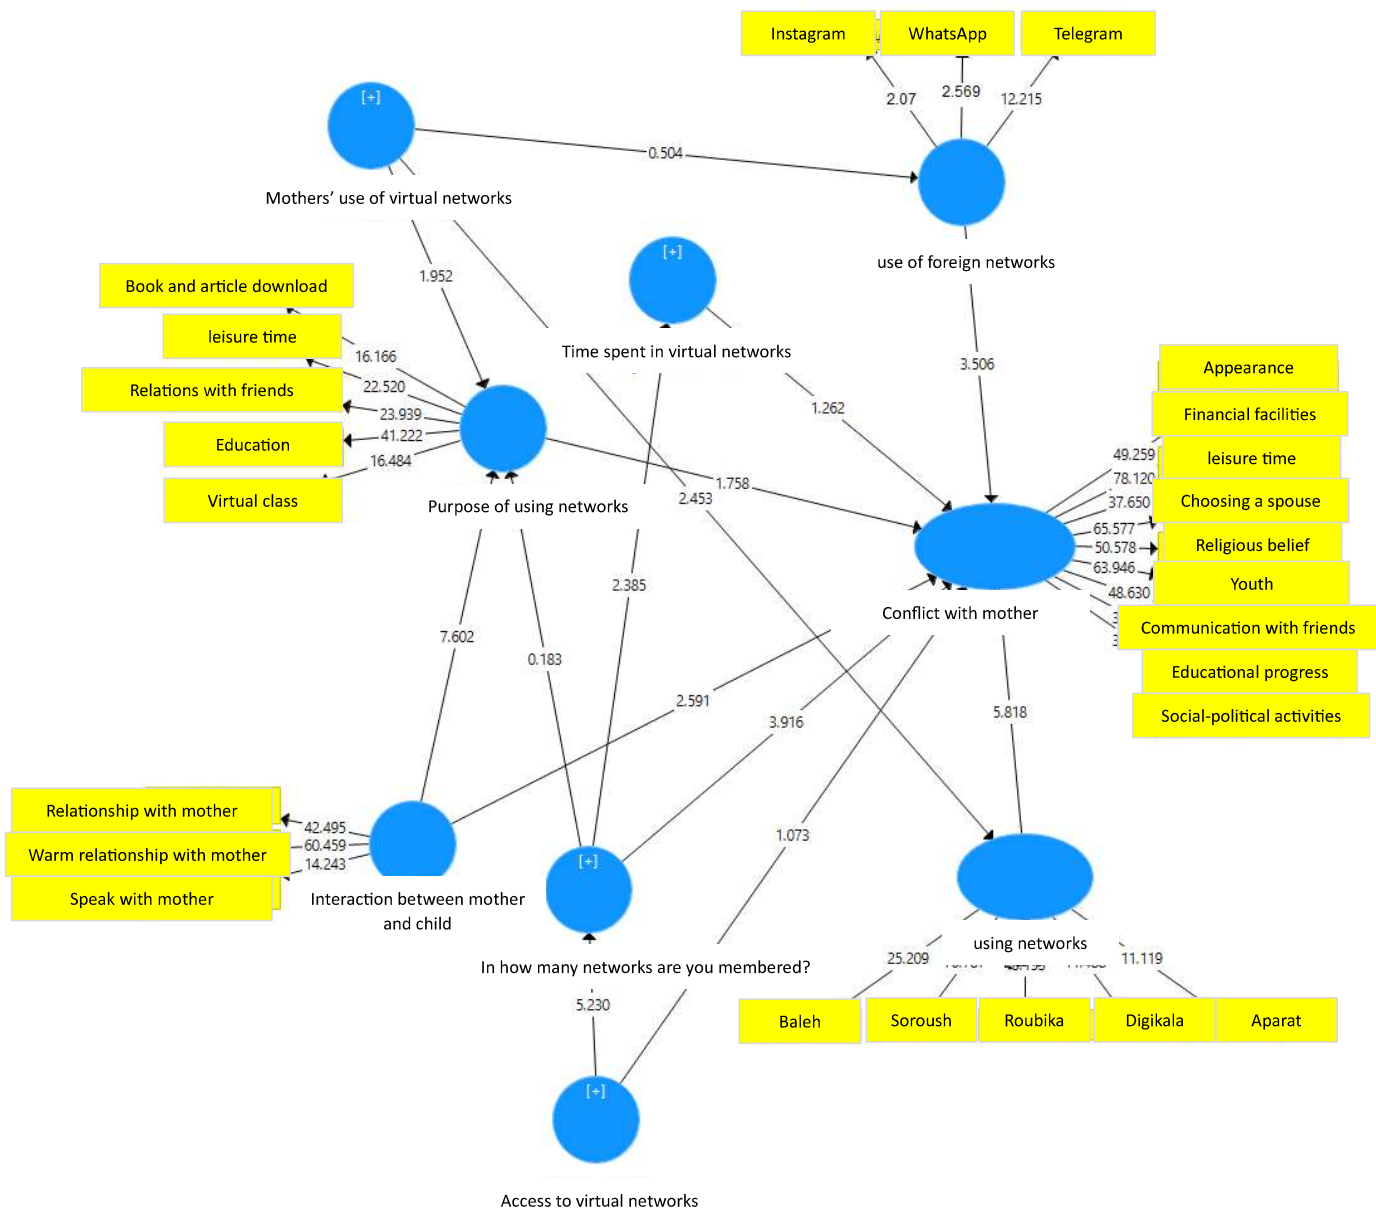 Instagram
WhatsApp
Telegram
2.07
2.569
12.215
[+]
0.504
Mothers’ use of virtual networks
use of foreign networks
[+]
1.952
Book and article download
leisure time
Relations with friends
Education
Virtual class
16.166
22.520
23.939
41.222
16.484
Time spent in virtual networks
3.506
1.262
Appearance
Financial facilities
leisure time
Choosing a spouse
Religious belief
Youth
Communication with friends
Educational progress
Social-political activities
49.259
78.120
37.650
65.577
50.578
63.946
48.630
1.758
2.453
Purpose of using networks
Conflict with mother
2.385
7.602
0.183
2.591
3.916
5.818
1.073
Relationship with mother
Warm relationship with mother
Speak with mother
42.495
60.459
14.243
Interaction between mother
and child
[+]
In how many networks are you membered?
using networks
25.209
11.119
Baleh
Soroush
Roubika
Digikala
Aparat
5.230
[+]
Access to virtual networks